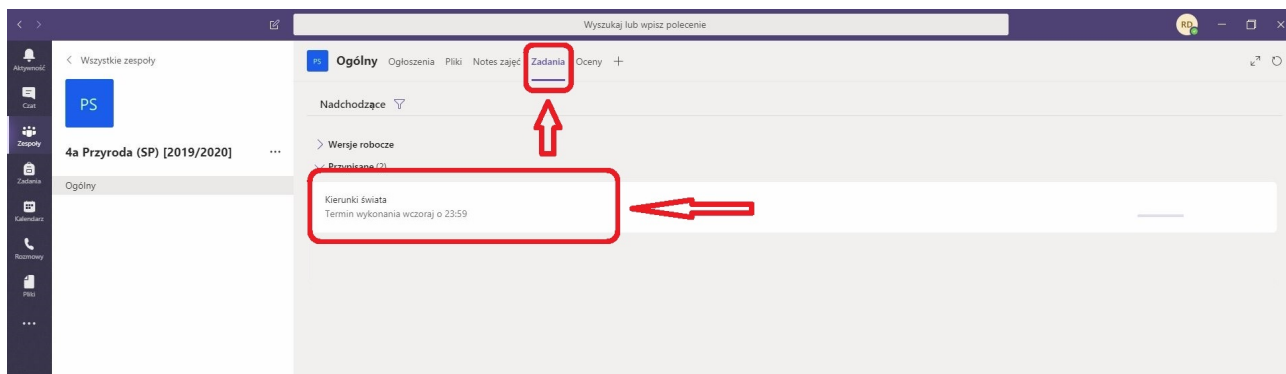 Wyszukaj lub wpisz polecenie
RD
Aktywność
Czat
Zespoły
Zadania
Kalendarz
Rozmowy
Pliki
Wszystkie zespoły
PS
4a Przyroda (SP) [2019/2020]
Ogólny
PS Ogólny Ogłoszenia Pliki Notes zajęć Zadania Oceny
Nadchodzące
Wersje robocze
Przypisane (2)
Kierunki świata
Termin wykonania wczoraj o 23:59